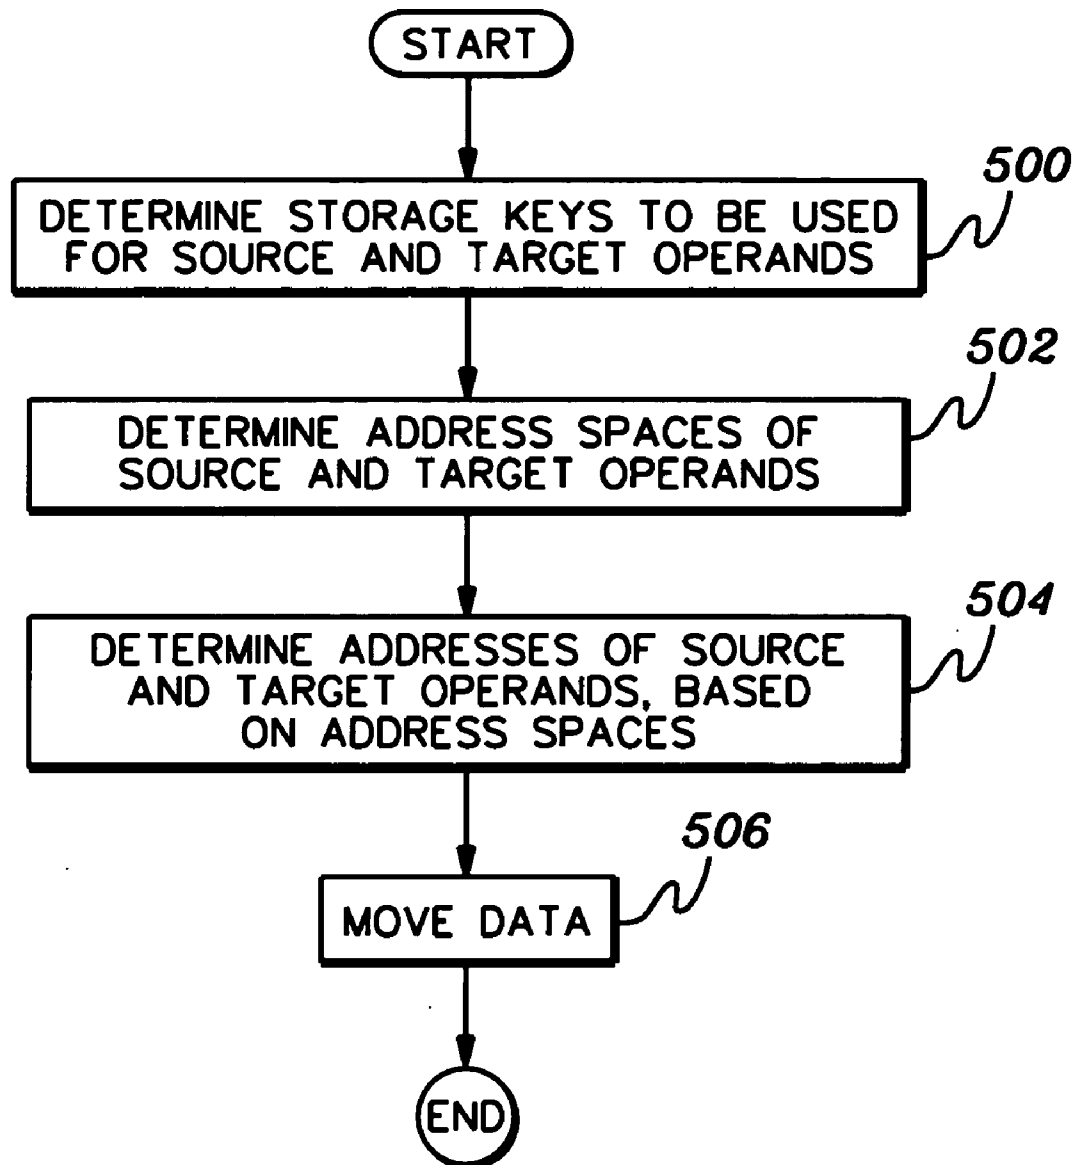 START
500
DETERMINE STORAGE KEYS TO BE USED
FOR SOURCE AND TARGET OPERANDS
502
DETERMINE ADDRESS SPACES OF
SOURCE AND TARGET OPERANDS
504
DETERMINE ADDRESSES OF SOURCE
AND TARGET OPERANDS, BASED
ON ADDRESS SPACES
506
MOVE DATA
END